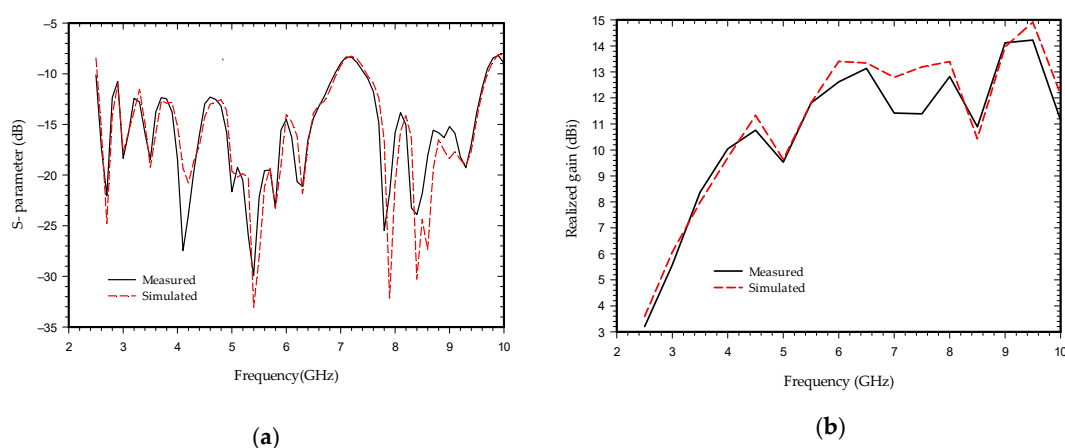 −5
−10
−15
−20
−25
−30
−35
S- parameter (dB)
Measured
Simulated
2 3 4 5 6 7 8 9 10
Frequency(GHz)
(a)
15
14
13
12
11
10
9
8
7
6
5
4
3
Realized gain (dBi)
Measured
Simulated
2 3 4 5 6 7 8 9 10
Frequency (GHz)
(b)